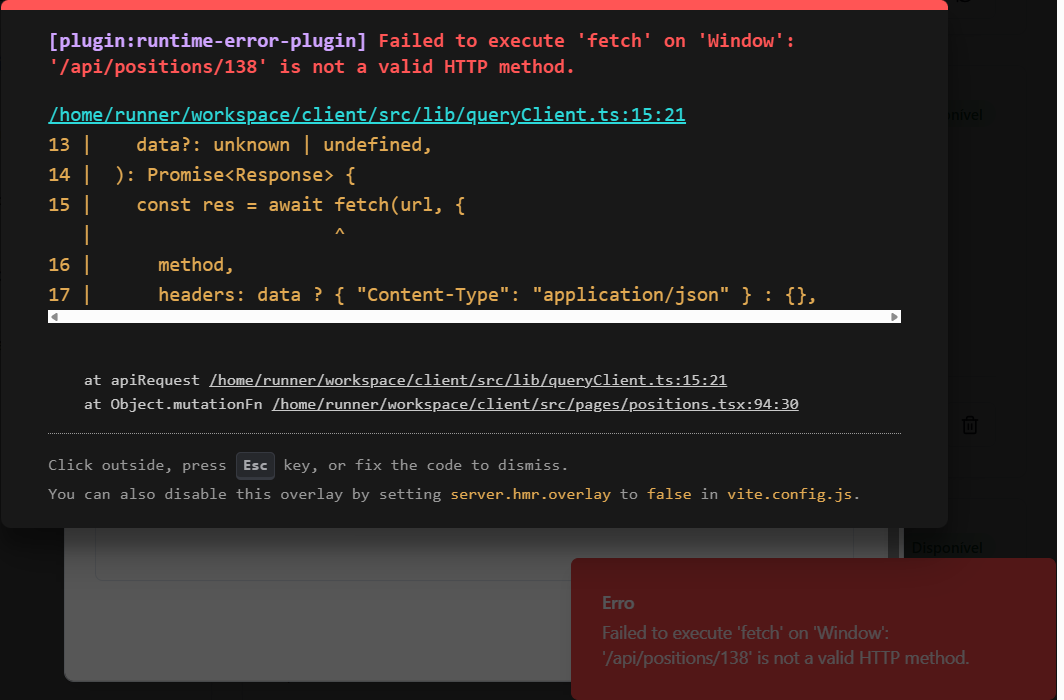 [plugin:runtime-error-plugin] Failed to execute 'fetch' on 'Window':
'/api/positions/138' is not a valid HTTP method.
/home/runner/workspace/client/src/lib/queryClient.ts:15:21
13 |    data?: unknown | undefined,
14 |  ): Promise<Response> {
15 |    const res = await fetch(url, {
   |                      ^
16 |      method,
17 |      headers: data ? { "Content-Type": "application/json" } : {},
at apiRequest /home/runner/workspace/client/src/lib/queryClient.ts:15:21
at Object.mutationFn /home/runner/workspace/client/src/pages/positions.tsx:94:30
Click outside, press Esc key, or fix the code to dismiss.
You can also disable this overlay by setting server.hmr.overlay to false in vite.config.js.
Disponível
Erro
Failed to execute 'fetch' on 'Window':
'/api/positions/138' is not a valid HTTP method.